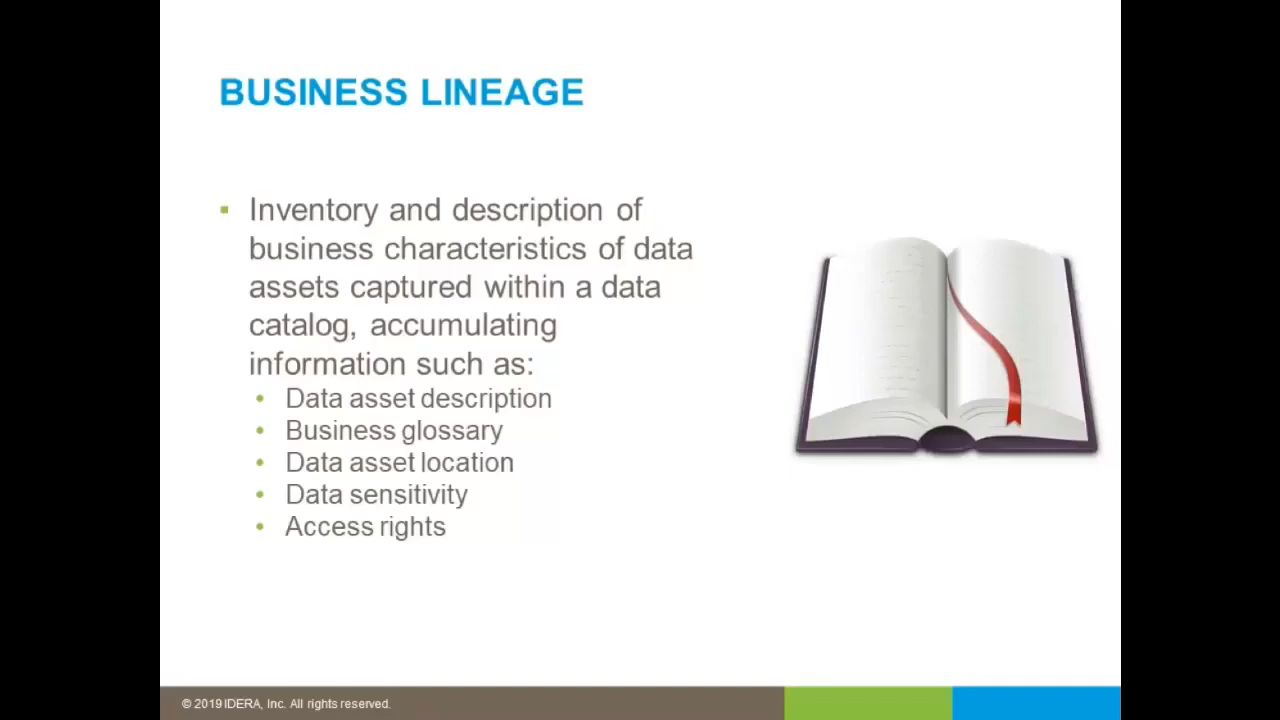 BUSINESS LINEAGE
▪ Inventory and description of
business characteristics of data
assets captured within a data
catalog, accumulating
information such as:
• Data asset description
• Business glossary
• Data asset location
• Data sensitivity
• Access rights
© 2019 IDERA, Inc. All rights reserved.